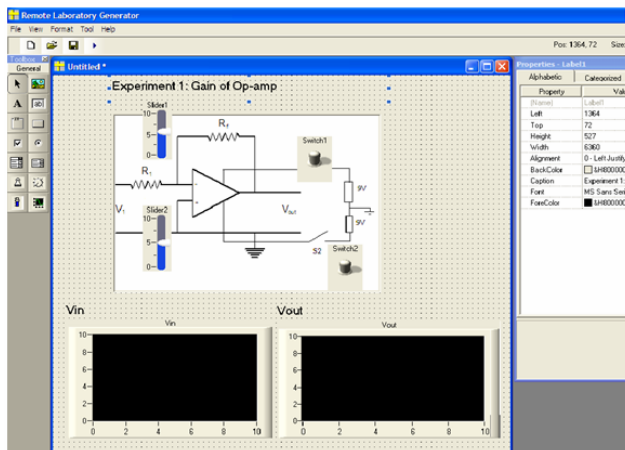 Remote Laboratory Generator
File View Format Tool Help
Pos: 1364, 72 Size:
Toolbox
General
Untitled *
Experiment 1: Gain of Op-amp
Slider1
10
5
0
R
Switch1
R
9V
Slider2
10
5
0
V
Vout
9V
S2
Switch2
Vin
Vout
Vin
10
8
6
4
2
0
0 2 4 6 8 10
Vout
10
8
6
4
2
0
0 2 4 6 8 10
Properties - Label1
Alphabetic Categorized
Property Val
(Name) Label1
Left 1364
Top 72
Height 527
Width 6360
Alignment 0 - Left Justify
BackColor &H800000
Caption Experiment 1:
Font MS Sans Seri
ForeColor &H800000